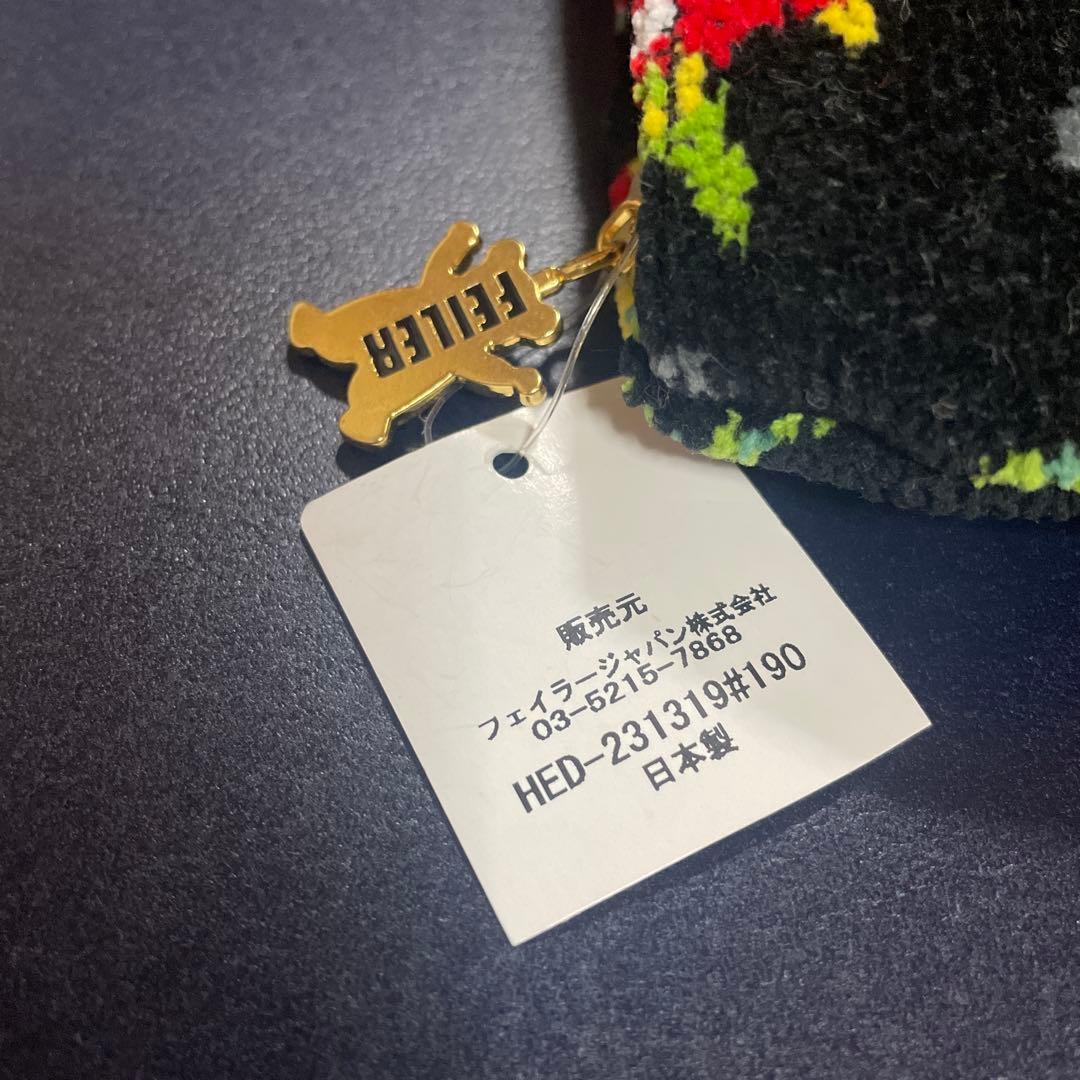 FEILER
販売元
フェイラージャパン株式会社
03-5215-7868
HED-231319#190
日本製